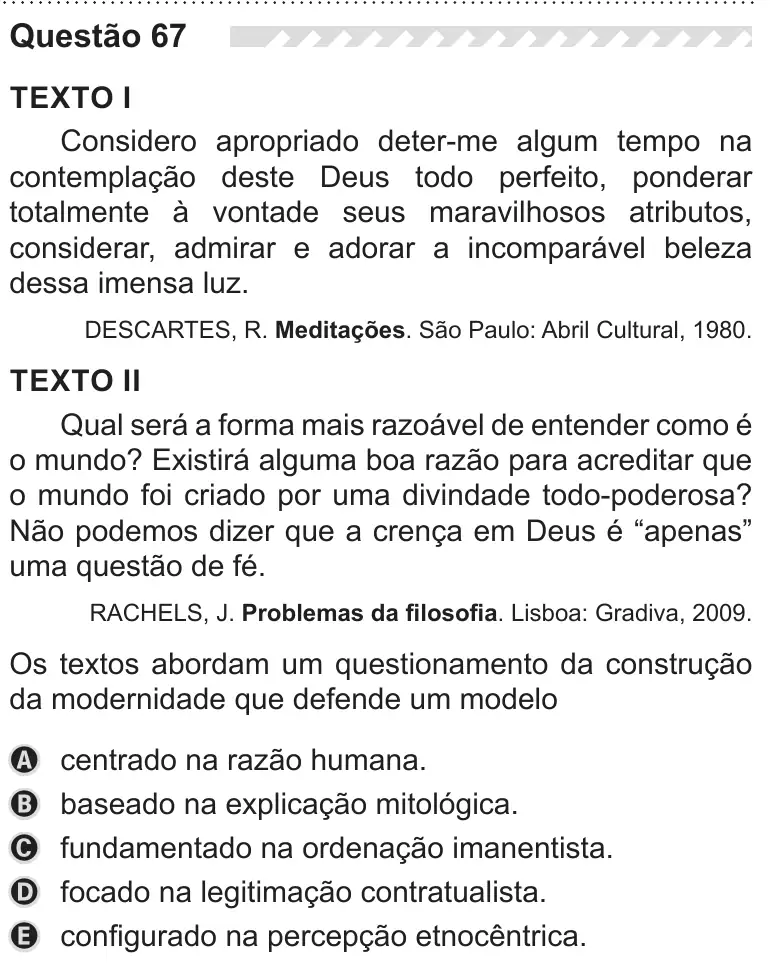 Questão 67
TEXTO I
Considero apropriado deter-me algum tempo na
contemplação deste Deus todo perfeito, ponderar
totalmente à vontade seus maravilhosos atributos,
considerar, admirar e adorar a incomparável beleza
dessa imensa luz.
DESCARTES, R. Meditações. São Paulo: Abril Cultural, 1980.
TEXTO II
Qual será a forma mais razoável de entender como é
o mundo? Existirá alguma boa razão para acreditar que
o mundo foi criado por uma divindade todo-poderosa?
Não podemos dizer que a crença em Deus é “apenas”
uma questão de fé.
RACHELS, J. Problemas da filosofia. Lisboa: Gradiva, 2009.
Os textos abordam um questionamento da construção
da modernidade que defende um modelo
A centrado na razão humana.
B baseado na explicação mitológica.
C fundamentado na ordenação imanentista.
D focado na legitimação contratualista.
E configurado na percepção etnocêntrica.